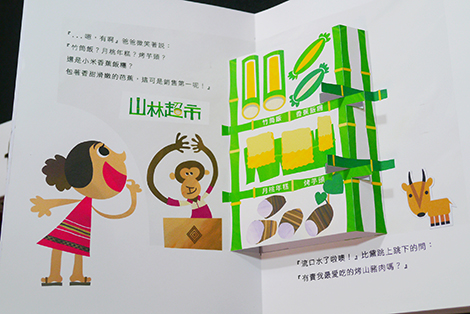 『...嗯，有啊』爸爸微笑著說：
『竹筒飯？月桃年糕？烤芋頭？
還是小米香蕉飯糰？
包著香甜滑嫩的芭蕉，搞可是銷售第一呢！』
山林超市
竹筒飯
香蕉飯糰
月桃年糕
烤芋頭
『流口水了啦噢！』比黛跳上跳下的問：
『有賣我最愛吃的烤山豬肉嗎？』